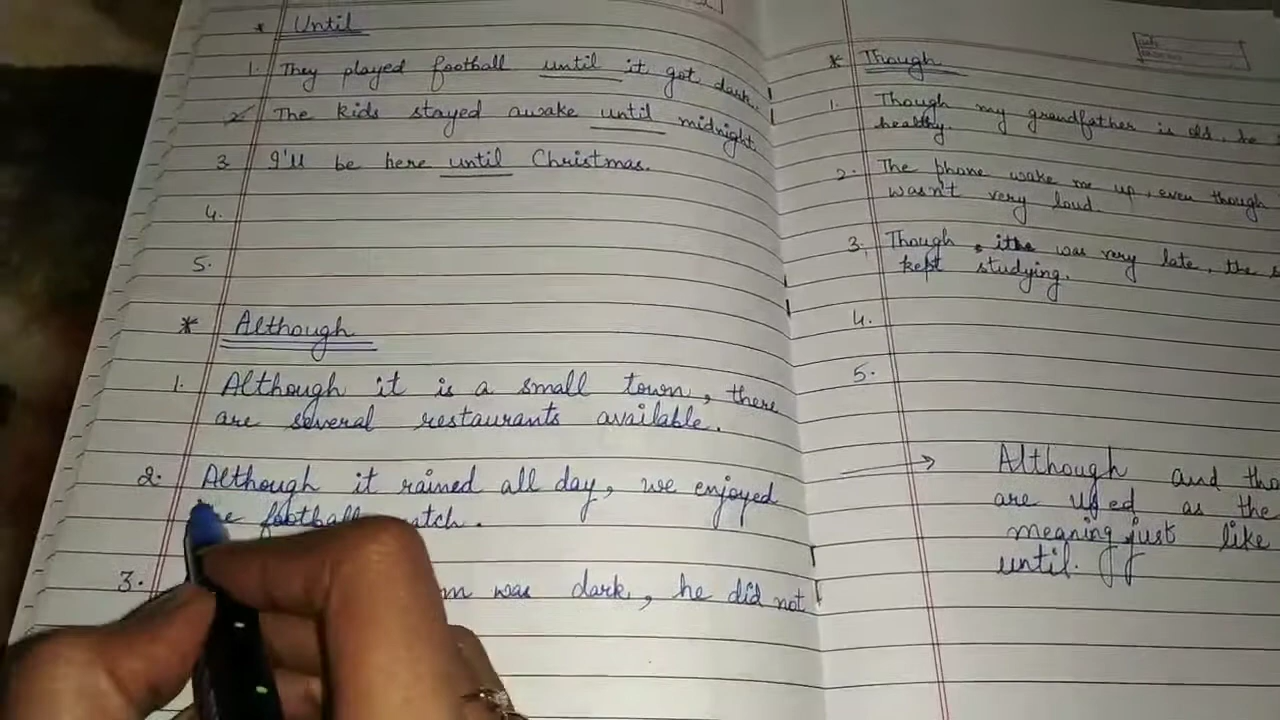 * Until
1. They played football until it got dark.
2. The kids stayed awake until midnight.
3 I'll be here until Christmas.
4.
5.
* Although
1. Although it is a small town, there
are several restaurants available.
2. Although it rained all day, we enjoyed
football
3. was dark, he did not
* Though
1. Though my grandfather is old, he
healthy.
2. The phone wake me up, even though
wasn't very loud.
3. Though, it was very late, the
kept studying.
4.
5.
→ Although and
are used as the
meaning just like
until.